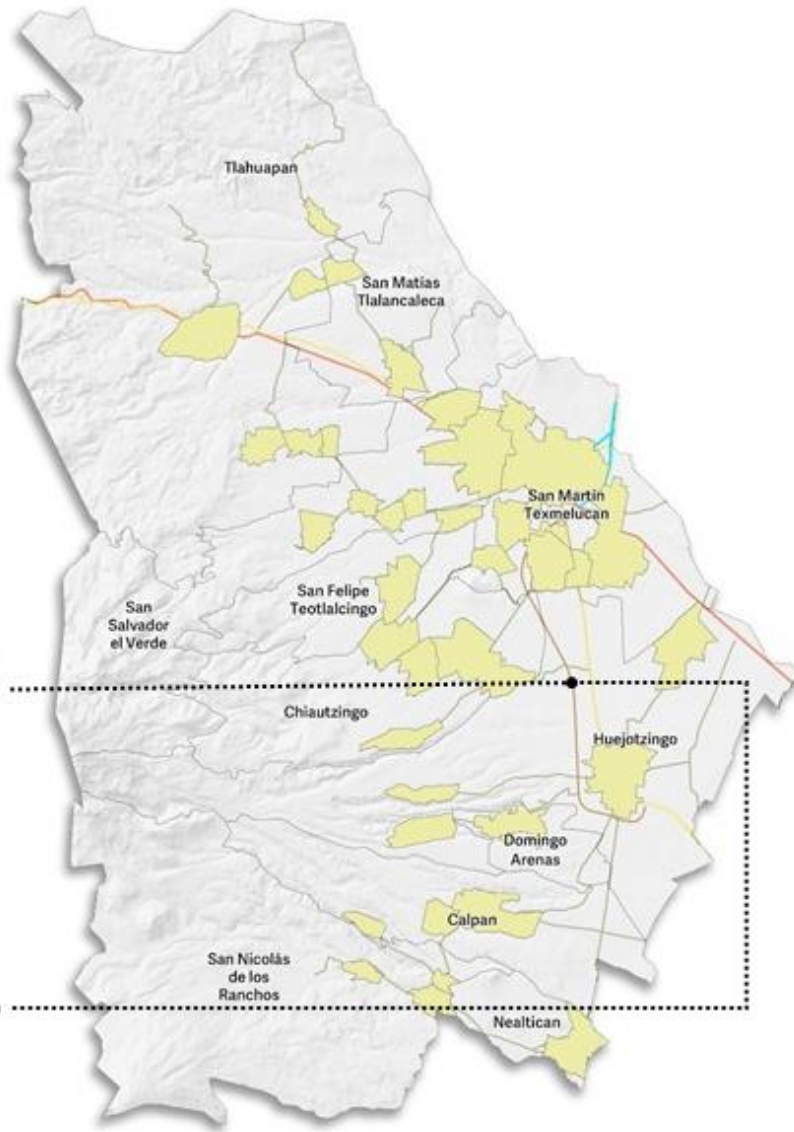 Tlahuapan
San Matías
Tlalancaleca
San Martín
Texmelucan
San Felipe
Teotlalcingo
San
Salvador
el Verde
Chiautzingo
Huejotzingo
Domingo
Arenas
Calpan
San Nicolás
de los
Ranchos
Nealtican